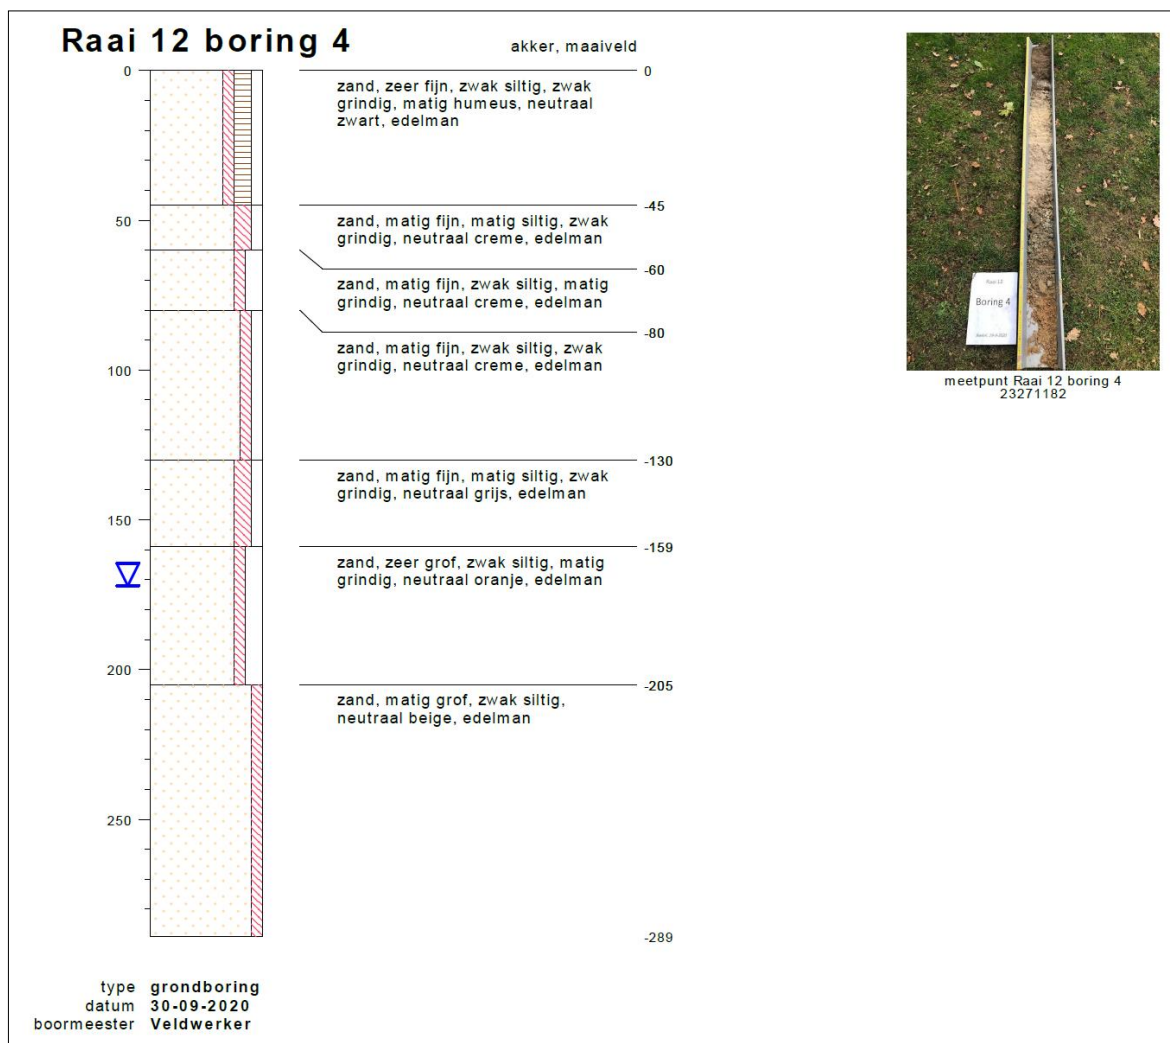 Raai 12 boring 4
akker, maaiveld
0
0
zand, zeer fijn, zwak siltig, zwak
grindig, matig humeus, neutraal
zwart, edelman
-45
50
zand, matig fijn, matig siltig, zwak
grindig, neutraal creme, edelman
-60
zand, matig fijn, zwak siltig, matig
grindig, neutraal creme, edelman
-80
zand, matig fijn, zwak siltig, zwak
grindig, neutraal creme, edelman
100
-130
zand, matig fijn, matig siltig, zwak
grindig, neutraal grijs, edelman
150
-159
zand, zeer grof, zwak siltig, matig
grindig, neutraal oranje, edelman
200
-205
zand, matig grof, zwak siltig,
neutraal beige, edelman
250
-289
type grondboring
datum 30-09-2020
boormeester Veldwerker
Raai 12
Boring 4
meetpunt Raai 12 boring 4
23271182